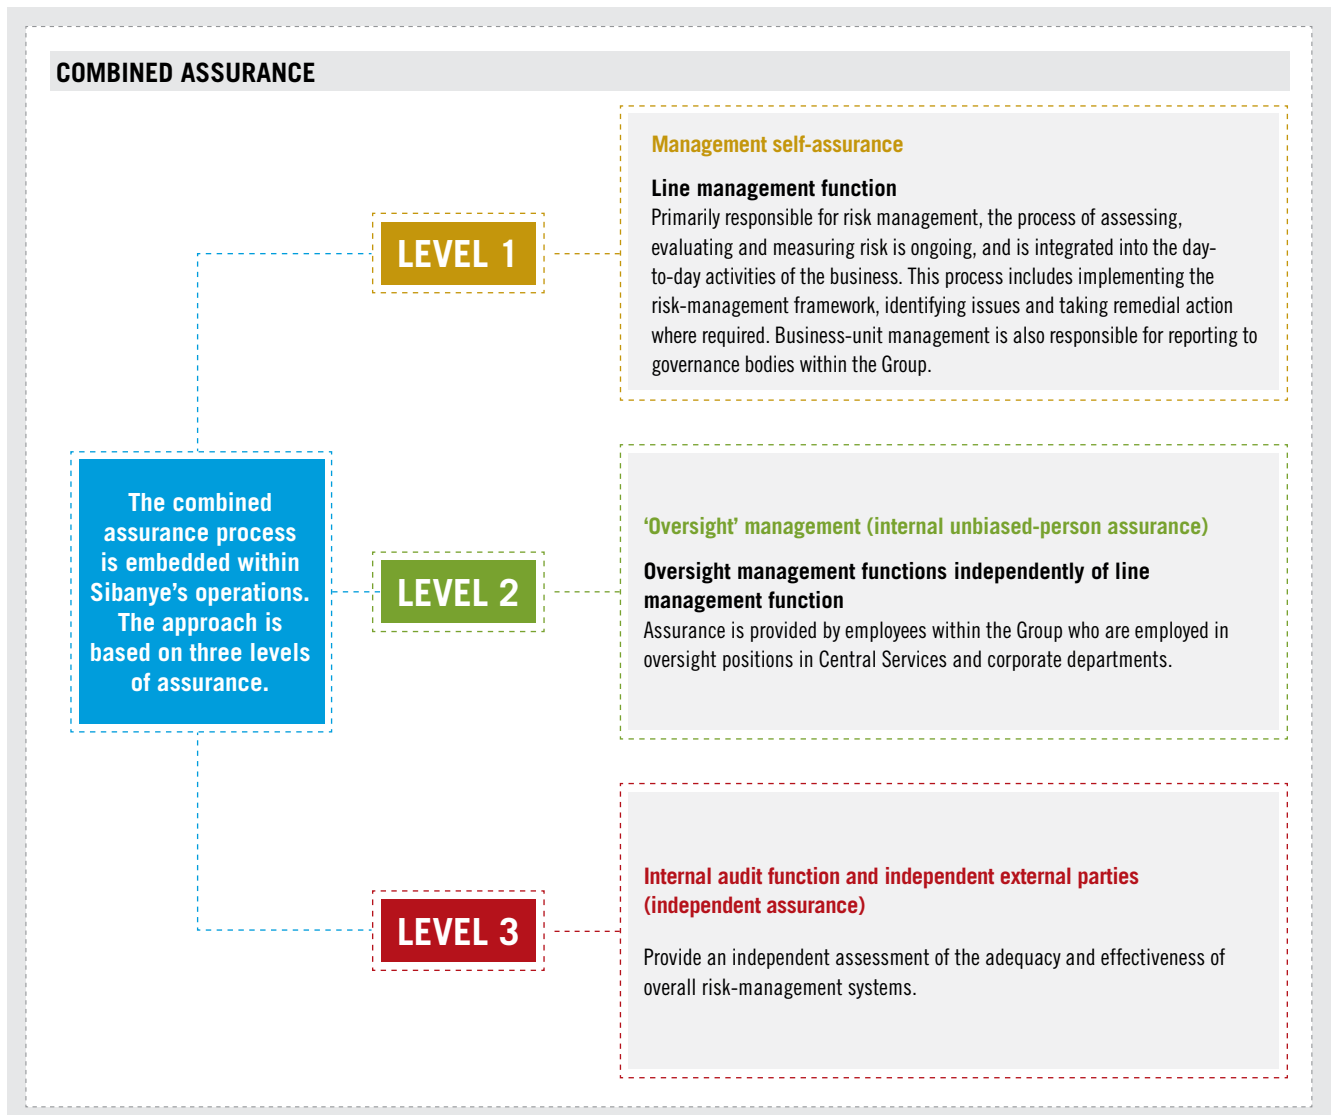 COMBINED ASSURANCE
Management self-assurance
Line management function
Primarily responsible for risk management, the process of assessing,
evaluating and measuring risk is ongoing, and is integrated into the day-
to-day activities of the business. This process includes implementing the
risk-management framework, identifying issues and taking remedial action
where required. Business-unit management is also responsible for reporting to
governance bodies within the Group.
LEVEL 1
The combined
assurance process
is embedded within
Sibanye's operations.
The approach is
based on three levels
of assurance.
LEVEL 2
‘Oversight’ management (internal unbiased-person assurance)
Oversight management functions independently of line
management function
Assurance is provided by employees within the Group who are employed in
oversight positions in Central Services and corporate departments.
LEVEL 3
Internal audit function and independent external parties
(independent assurance)
Provide an independent assessment of the adequacy and effectiveness of
overall risk-management systems.